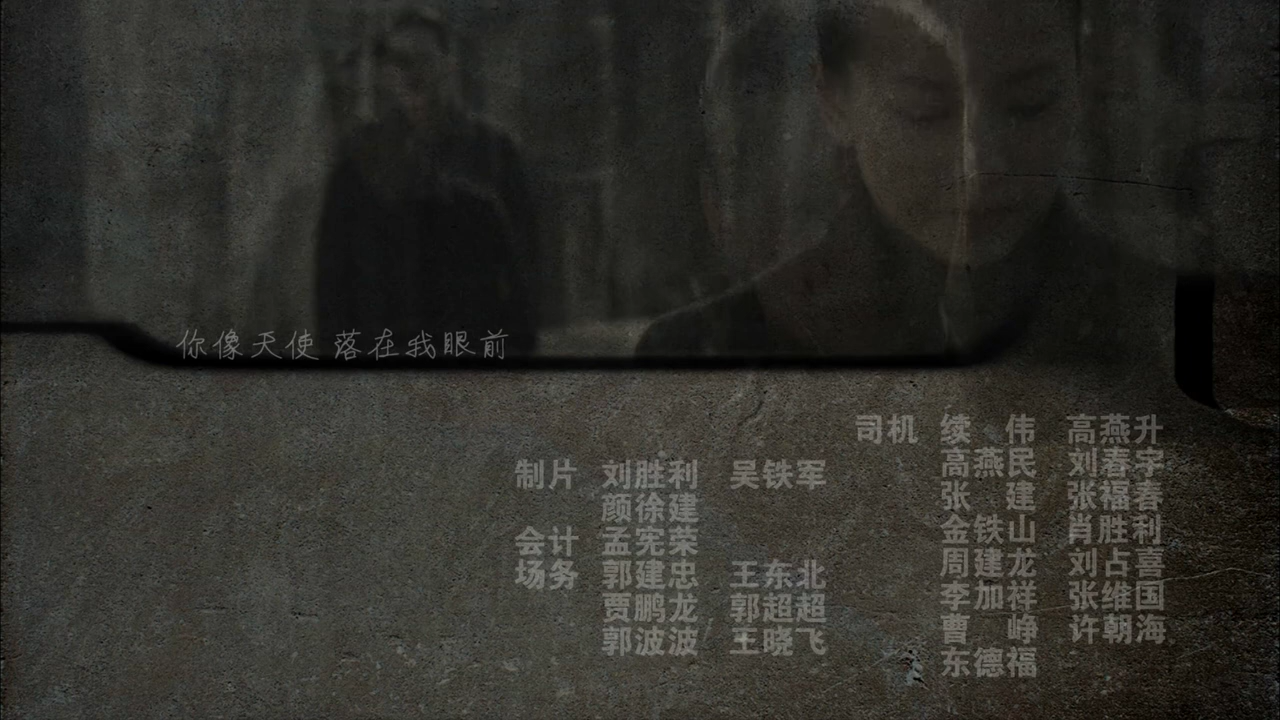 你像天使 落在我眼前
制片 刘胜利 吴铁军
颜徐建
会计 孟宪荣
场务 郭建忠 王东北
贾鹏龙 郭超超
郭波波 王晓飞
司机 续 伟 高燕升
高燕民 刘春宇
张 建 张福春
金铁山 肖胜利
周建龙 刘占喜
李加祥 张维国
曹 峥 许朝海
东德福